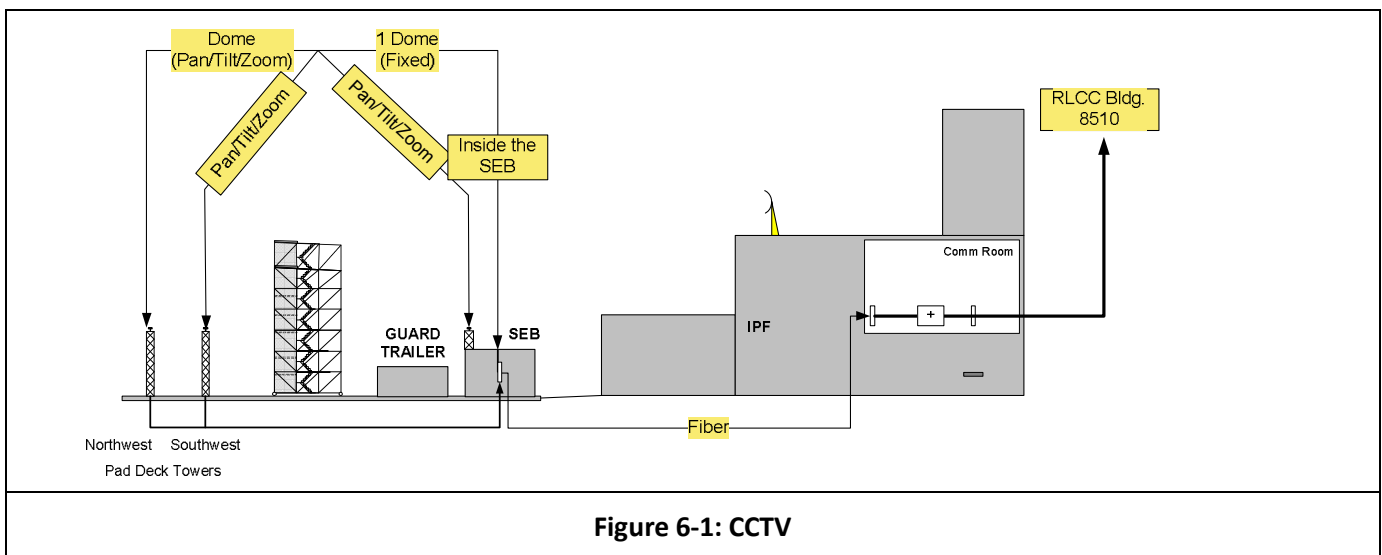 Dome
(Pan/Tilt/Zoom)
1 Dome
(Fixed)
Pan/Tilt/Zoom
Pan/Tilt/Zoom
Inside the
SEB
RLCC Bldg.
8510
Comm Room
+
IPF
GUARD
TRAILER
SEB
Fiber
Northwest
Southwest
Pad Deck Towers
Figure 6-1: CCTV